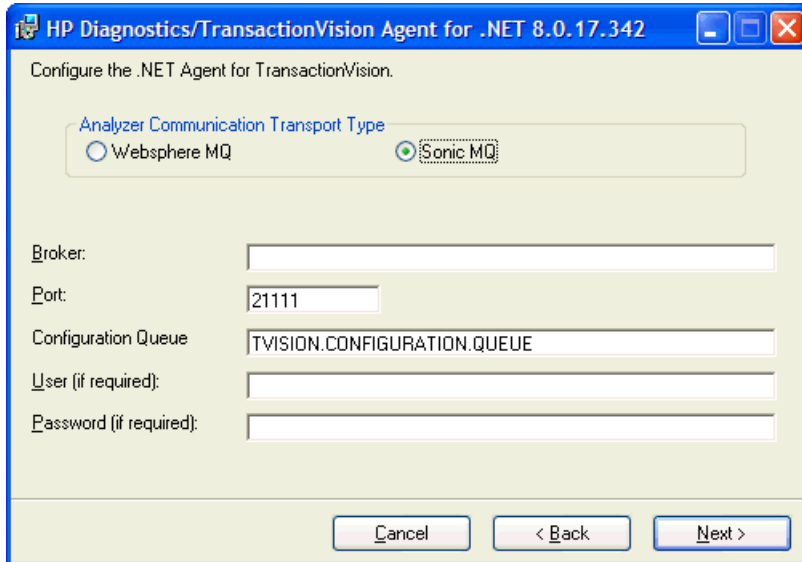 HP Diagnostics/TransactionVision Agent for .NET 8.0.17.342
Configure the .NET Agent for TransactionVision.
Analyzer Communication Transport Type
Websphere MQ Sonic MQ
Broker:
Port: 21111
Configuration Queue TVISION.CONFIGURATION.QUEUE
User (if required):
Password (if required):
Cancel < Back Next >